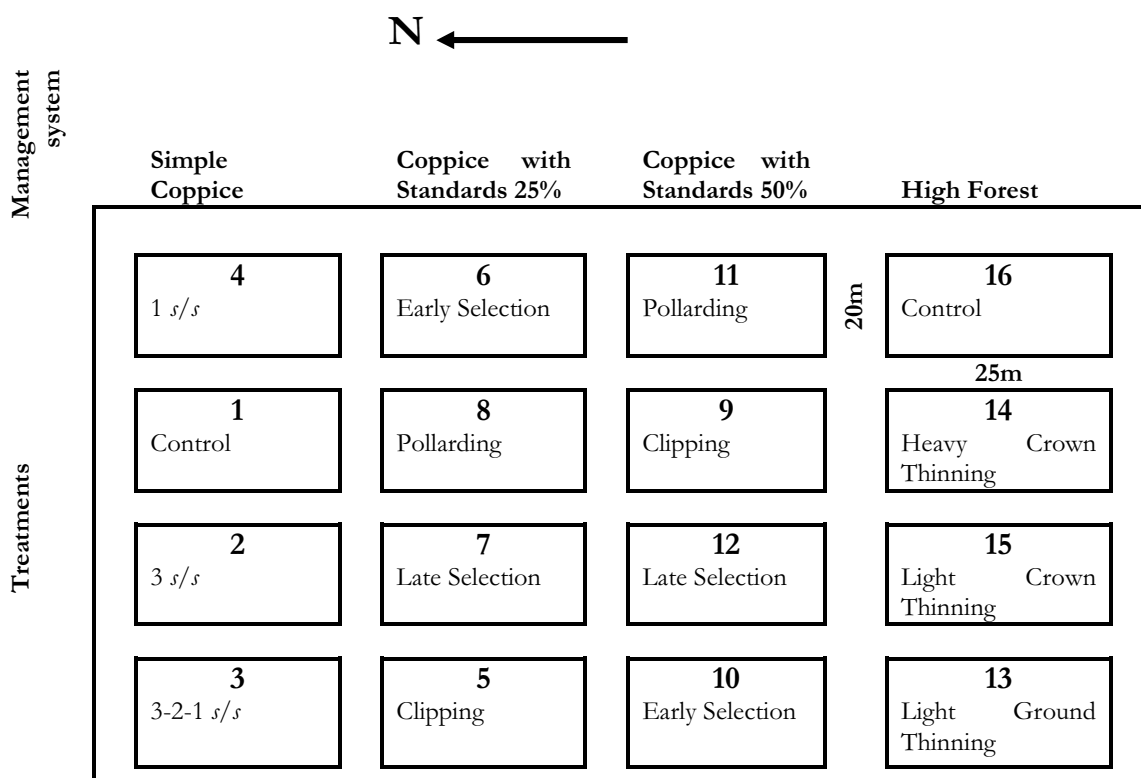 N
Management
system
Simple
Coppice
Coppice with
Standards 25%
Coppice with
Standards 50%
High Forest
Treatments
4
1 s/s
6
Early Selection
11
Pollarding
20m
16
Control
25m
1
Control
8
Pollarding
9
Clipping
14
Heavy Crown
Thinning
2
3 s/s
7
Late Selection
12
Late Selection
15
Light Crown
Thinning
3
3-2-1 s/s
5
Clipping
10
Early Selection
13
Light Ground
Thinning